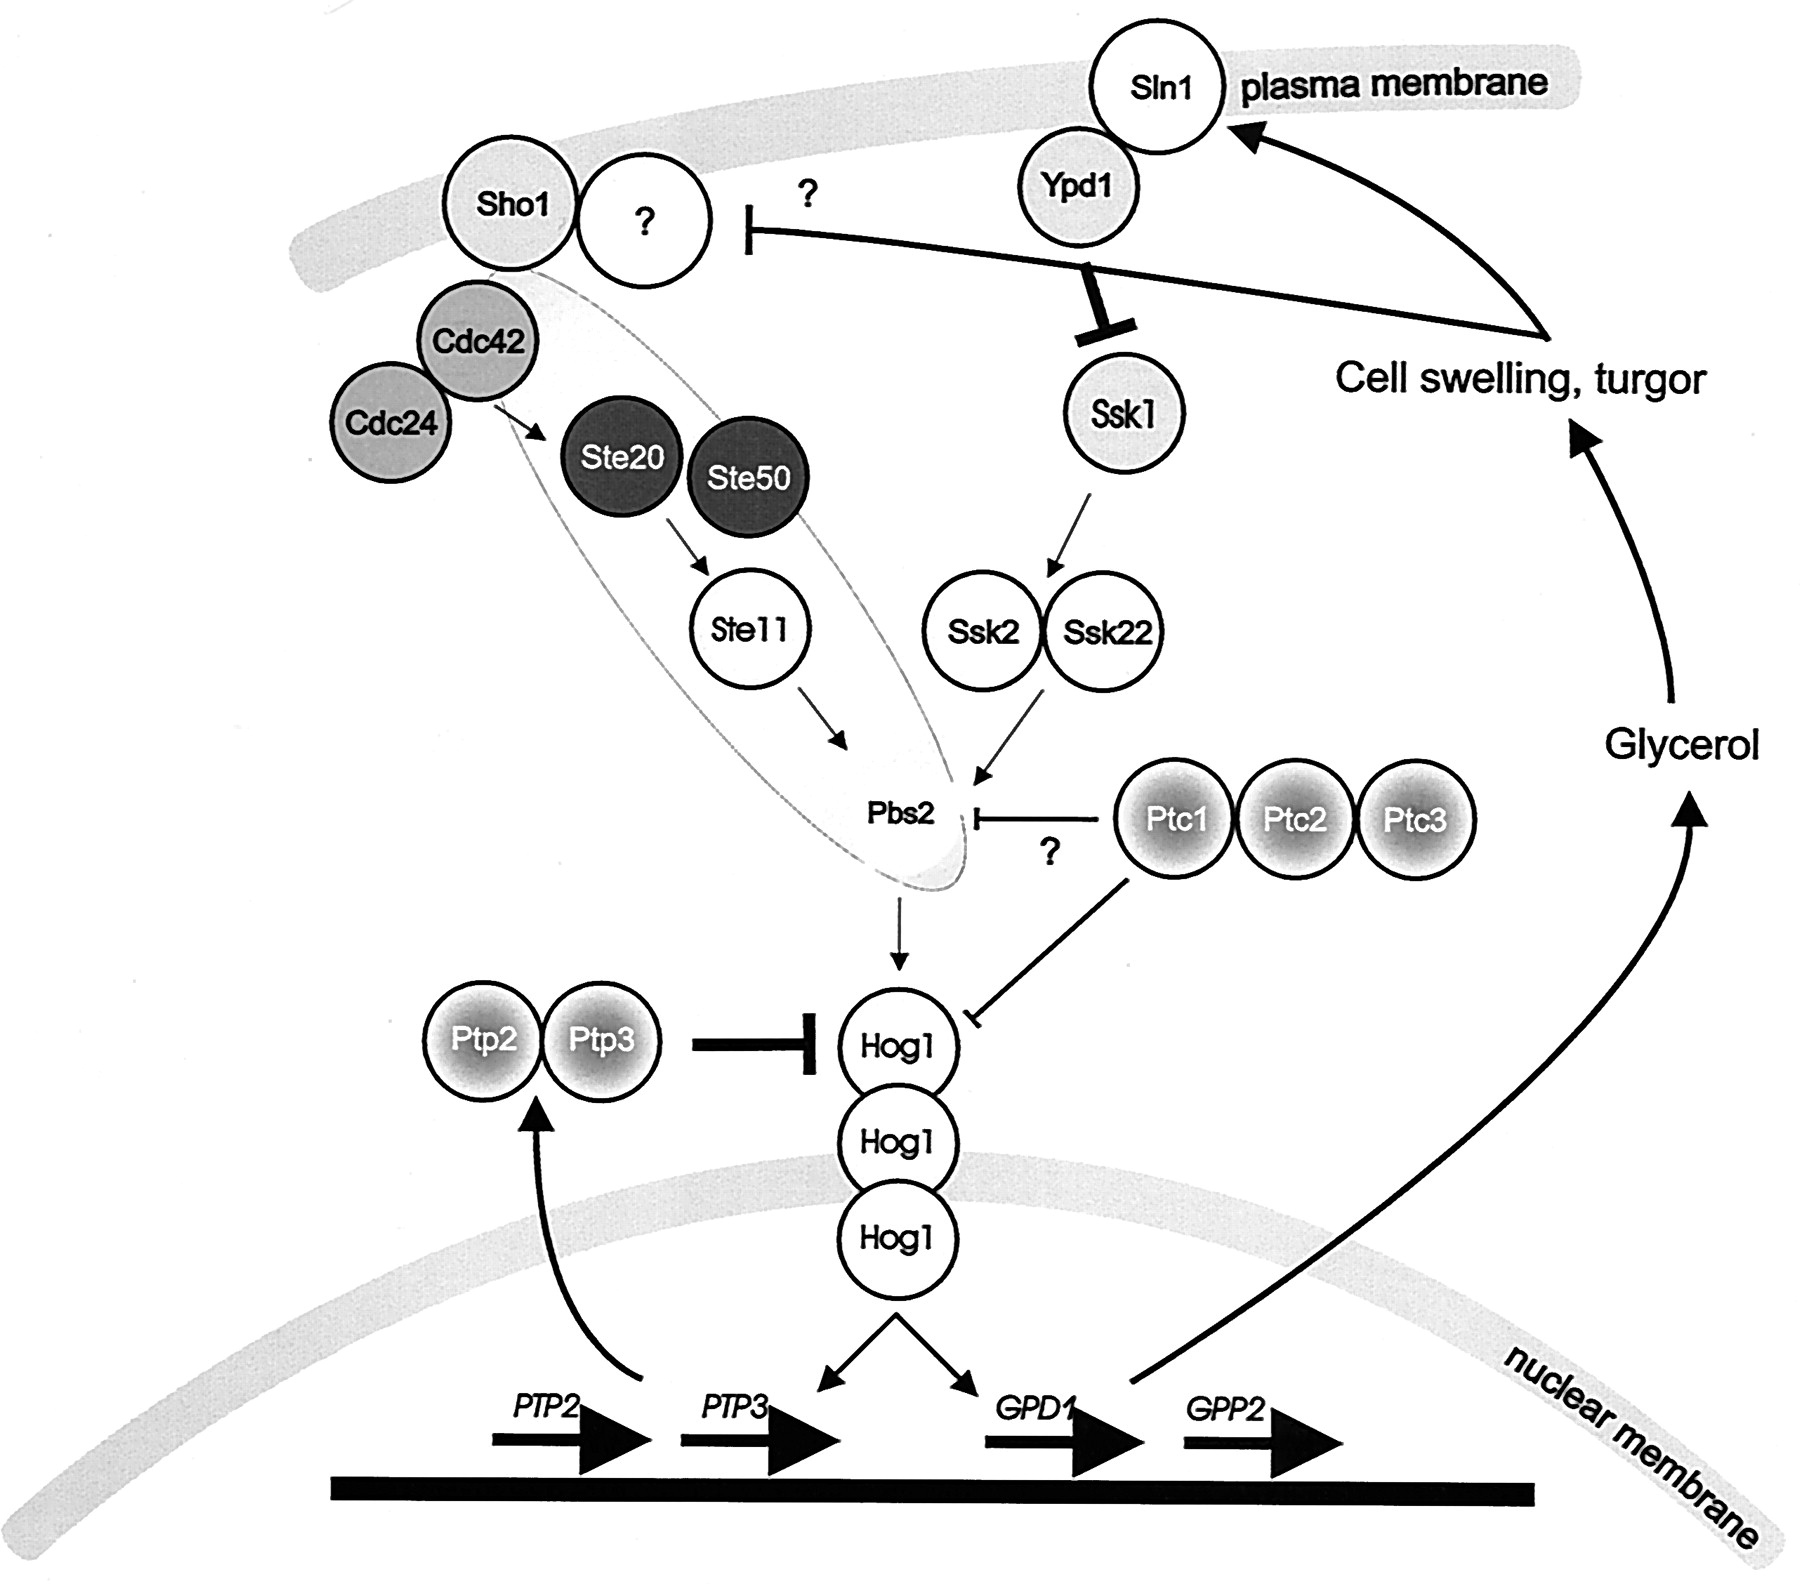 Sln1
plasma membrane
Ypd1
Sho1
?
?
Cdc42
Cell swelling, turgor
Cdc24
Ssk1
Ste20
Ste50
Ste11
Ssk2
Ssk22
Glycerol
Pbs2
Ptc1
Ptc2
Ptc3
?
Ptp2
Ptp3
Hog1
Hog1
Hog1
nuclear membrane
PTP2
PTP3
GPD1
GPP2